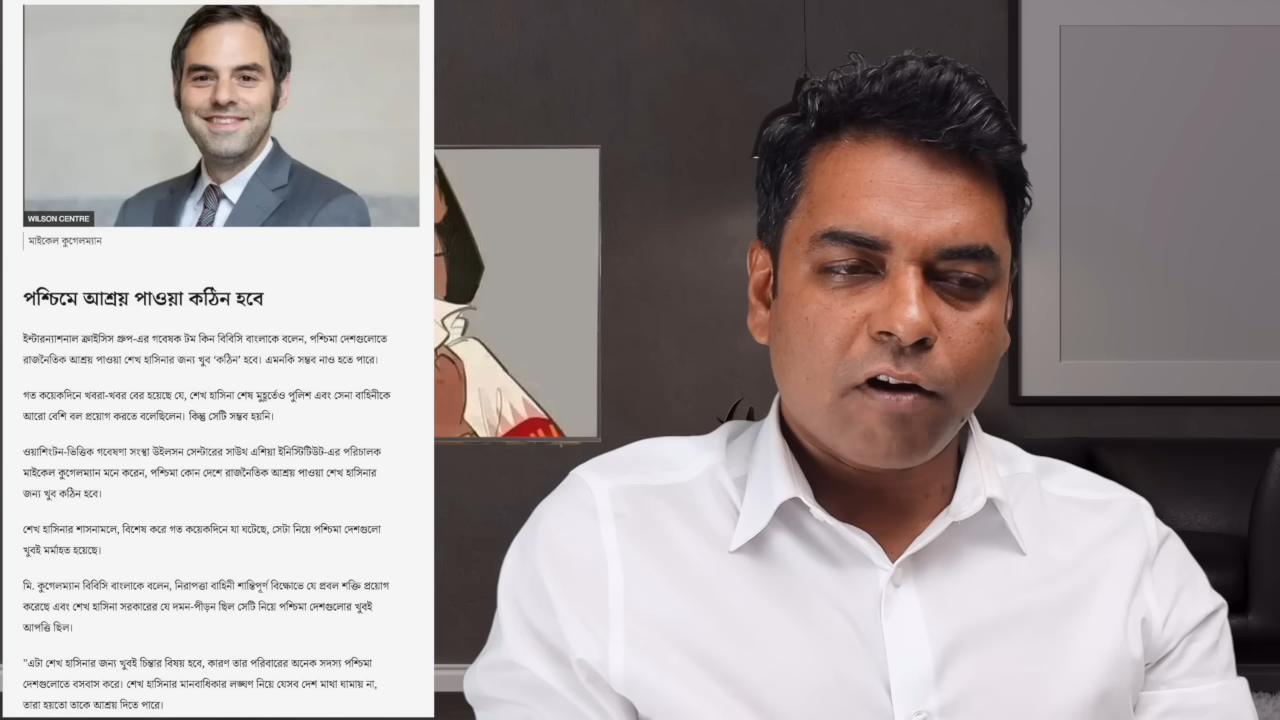 WILSON CENTRE
মাইকেল কুগেলম্যান
পশ্চিমে আশ্রয় পাওয়া কঠিন হবে
ইন্টারন্যাশনাল ক্রাইসিস গ্রুপ-এর গবেষক টম কিন বিবিসি বাংলাকে বলেন, পশ্চিমা দেশগুলোতে
রাজনৈতিক আশ্রয় পাওয়া শেখ হাসিনার জন্য খুব ‘কঠিন’ হবে। এমনকি সম্ভব নাও হতে পারে।
গত কয়েকদিনে খবরা-খবর বের হয়েছে যে, শেখ হাসিনা শেষ মুহূর্তেও পুলিশ এবং সেনা বাহিনীকে
আরো বেশি বল প্রয়োগ করতে বলেছিলেন। কিন্তু সেটি সম্ভব হয়নি।
ওয়াশিংটন-ভিত্তিক গবেষণা সংস্থা উইলসন সেন্টারের সাউথ এশিয়া ইনিস্টিটিউট-এর পরিচালক
মাইকেল কুগেলম্যান মনে করেন, পশ্চিমা কোন দেশে রাজনৈতিক আশ্রয় পাওয়া শেখ হাসিনার
জন্য খুব কঠিন হবে।
শেখ হাসিনার শাসনামলে, বিশেষ করে গত কয়েকদিনে যা ঘটেছে, সেটা নিয়ে পশ্চিমা দেশগুলো
খুবই মর্মাহত হয়েছে।
মি. কুগেলম্যান বিবিসি বাংলাকে বলেন, নিরাপত্তা বাহিনী শান্তিপূর্ণ বিক্ষোভে যে প্রবল শক্তি প্রয়োগ
করেছে এবং শেখ হাসিনা সরকারের যে দমন-পীড়ন ছিল সেটি নিয়ে পশ্চিমা দেশগুলোর খুবই
আপত্তি ছিল।
"এটা শেখ হাসিনার জন্য খুবই চিন্তার বিষয় হবে, কারণ তার পরিবারের অনেক সদস্য পশ্চিমা
দেশগুলোতে বসবাস করে। শেখ হাসিনার মানবাধিকার লঙ্ঘণ নিয়ে যেসব দেশ মাথা ঘামায় না,
তারা হয়তো তাকে আশ্রয় দিতে পারে।